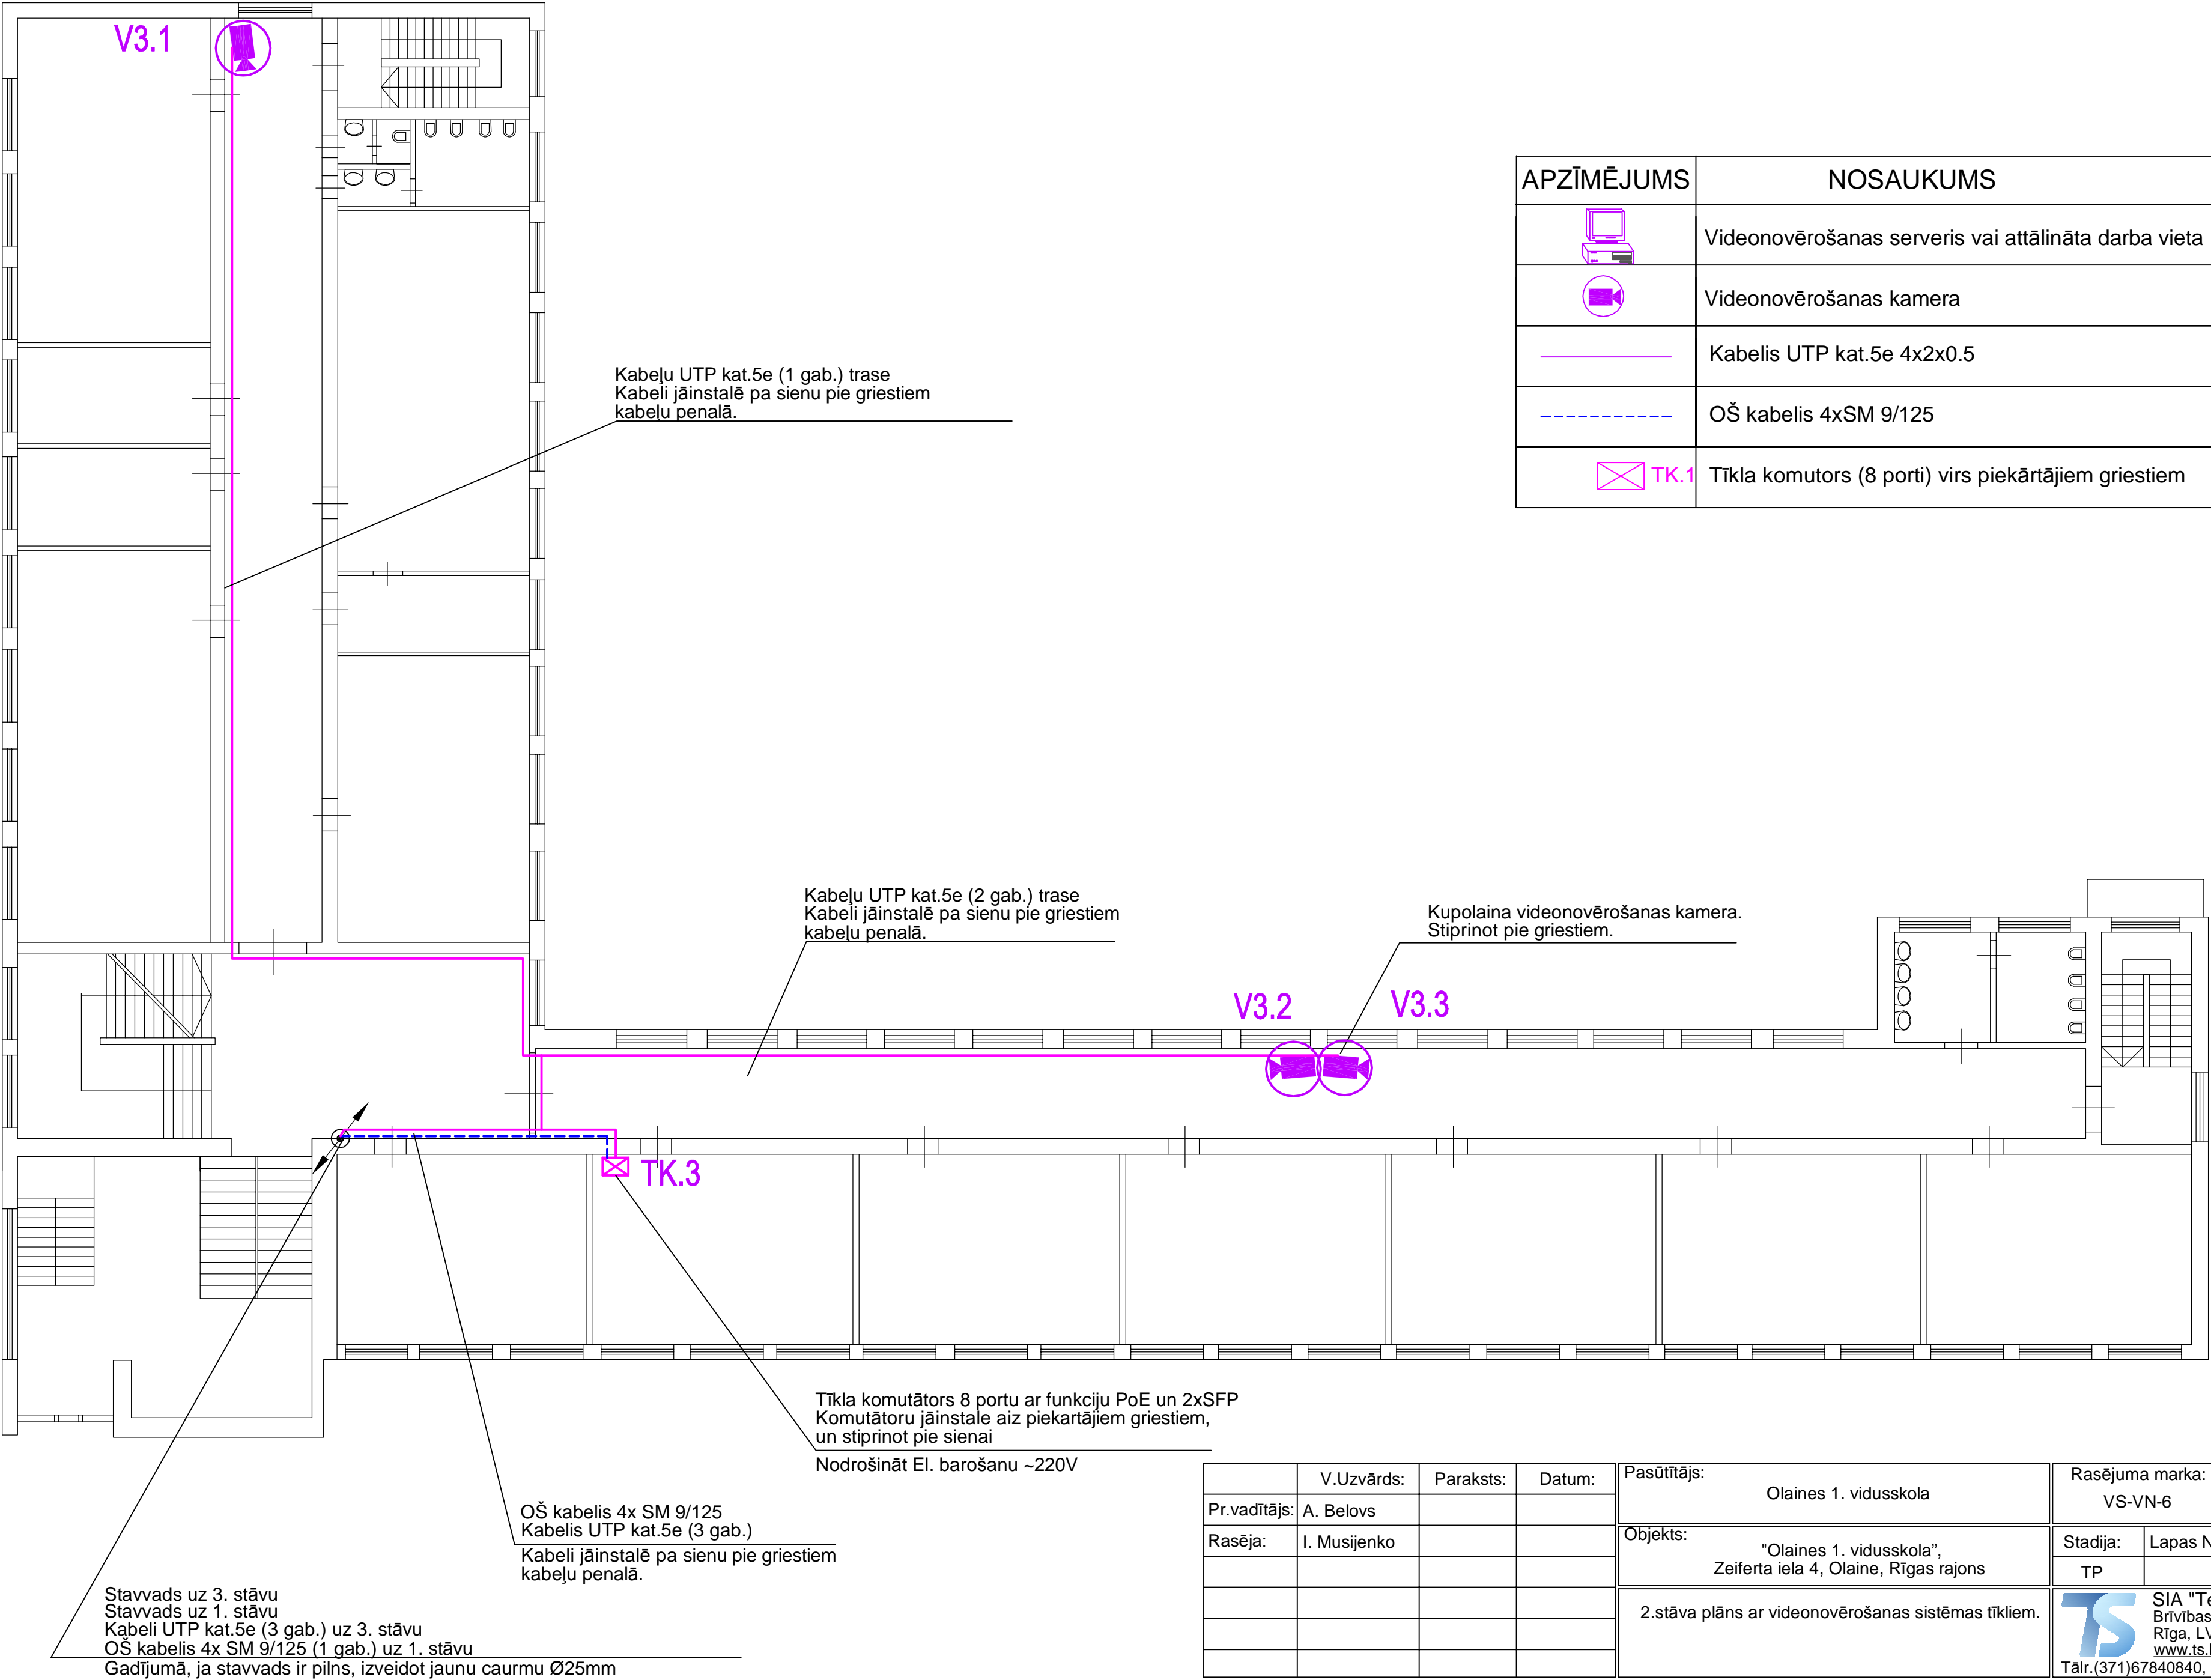 V3.1
APZĪMĒJUMS NOSAUKUMS
Videonovērošanas serveris vai attālināta darba vieta
Videonovērošanas kamera
Kabelis UTP kat.5e 4x2x0.5
OŠ kabelis 4xSM 9/125
TK.1 Tīkla komutors (8 porti) virs piekārtājiem griestiem
Kabeļu UTP kat.5e (1 gab.) trase
Kabeli jāinstalē pa sienu pie griestiem
kabeļu penalā.
Kabeļu UTP kat.5e (2 gab.) trase
Kabeli jāinstalē pa sienu pie griestiem
kabeļu penalā.
Kupolaina videonovērošanas kamera.
Stiprinot pie griestiem.
V3.2
V3.3
TK.3
Tīkla komutātors 8 portu ar funkciju PoE un 2xSFP
Komutātoru jāinstale aiz piekartājiem griestiem,
un stiprinot pie sienai
Nodrošināt El. barošanu ~220V
OŠ kabelis 4x SM 9/125
Kabelis UTP kat.5e (3 gab.)
Kabeli jāinstalē pa sienu pie griestiem
kabeļu penalā.
Stavvads uz 3. stāvu
Stavvads uz 1. stāvu
Kabeli UTP kat.5e (3 gab.) uz 3. stāvu
OŠ kabelis 4x SM 9/125 (1 gab.) uz 1. stāvu
Gadījumā, ja stavvads ir pilns, izveidot jaunu caurmu Ø25mm
V.Uzvārds: Paraksts: Datum:
Pr.vadītājs: A. Belovs
Rasēja: I. Musijenko
Pasūtītājs:
Olaines 1. vidusskola
Objekts:
"Olaines 1. vidusskola”,
Zeiferta iela 4, Olaine, Rīgas rajons
2.stāva plāns ar videonovērošanas sistēmas tīkliem.
Rasējuma marka:
VS-VN-6
Stadija: Lapas N
TP
TS
SIA "Te
Brīvības
Rīga, LV
www.ts.
Tālr.(371)67840840,